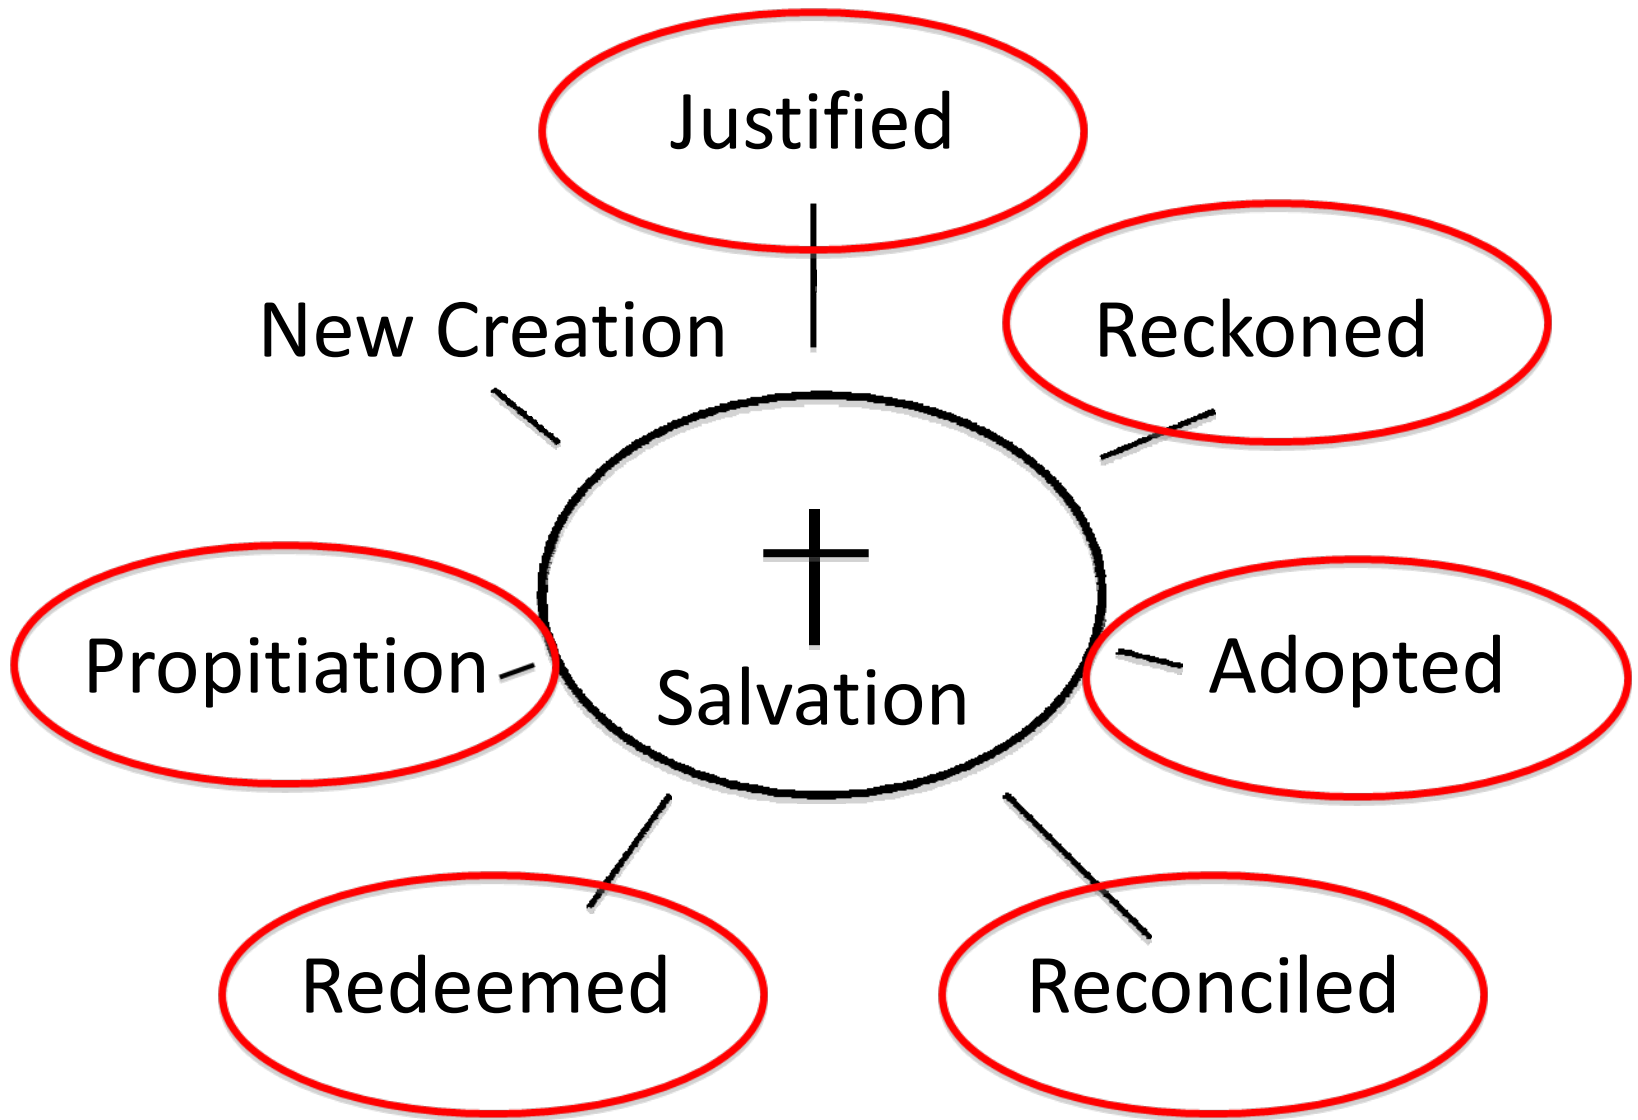 Justified
New Creation
Reckoned
Propitiation
Salvation
Adopted
Redeemed
Reconciled